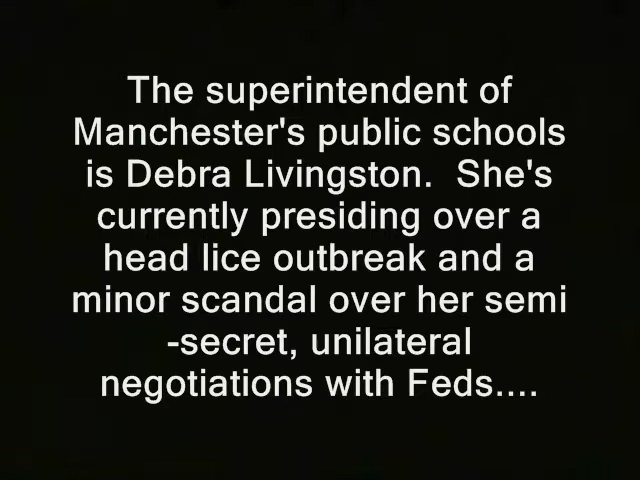 The superintendent of
Manchester's public schools
is Debra Livingston.  She's
currently presiding over a
head lice outbreak and a
minor scandal over her semi
-secret, unilateral
negotiations with Feds....